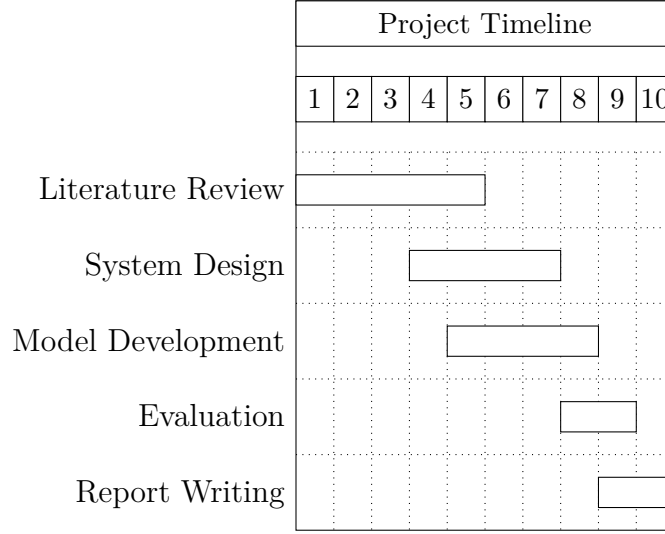 Project Timeline
1 2 3 4 5 6 7 8 9 10
Literature Review
System Design
Model Development
Evaluation
Report Writing